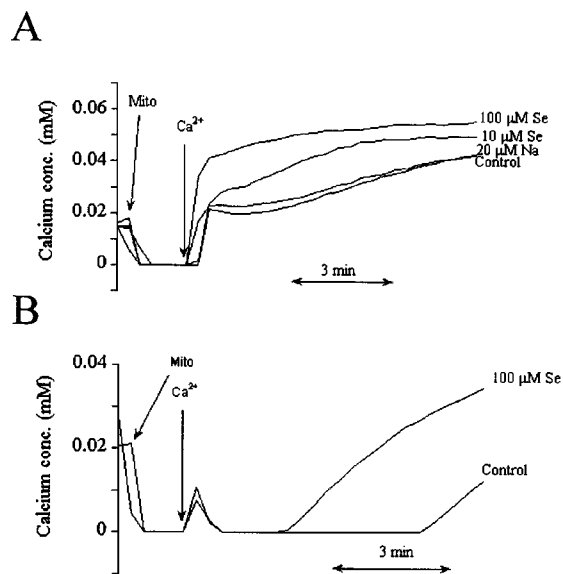 A
Mito
Ca2+
Calcium conc. (mM)
0.06
0.04
0.02
0
100 µM Se
10 µM Se
20 µM Na
Control
3 min
B
Mito
Ca2+
Calcium conc. (mM)
0.04
0.02
0
100 µM Se
Control
3 min